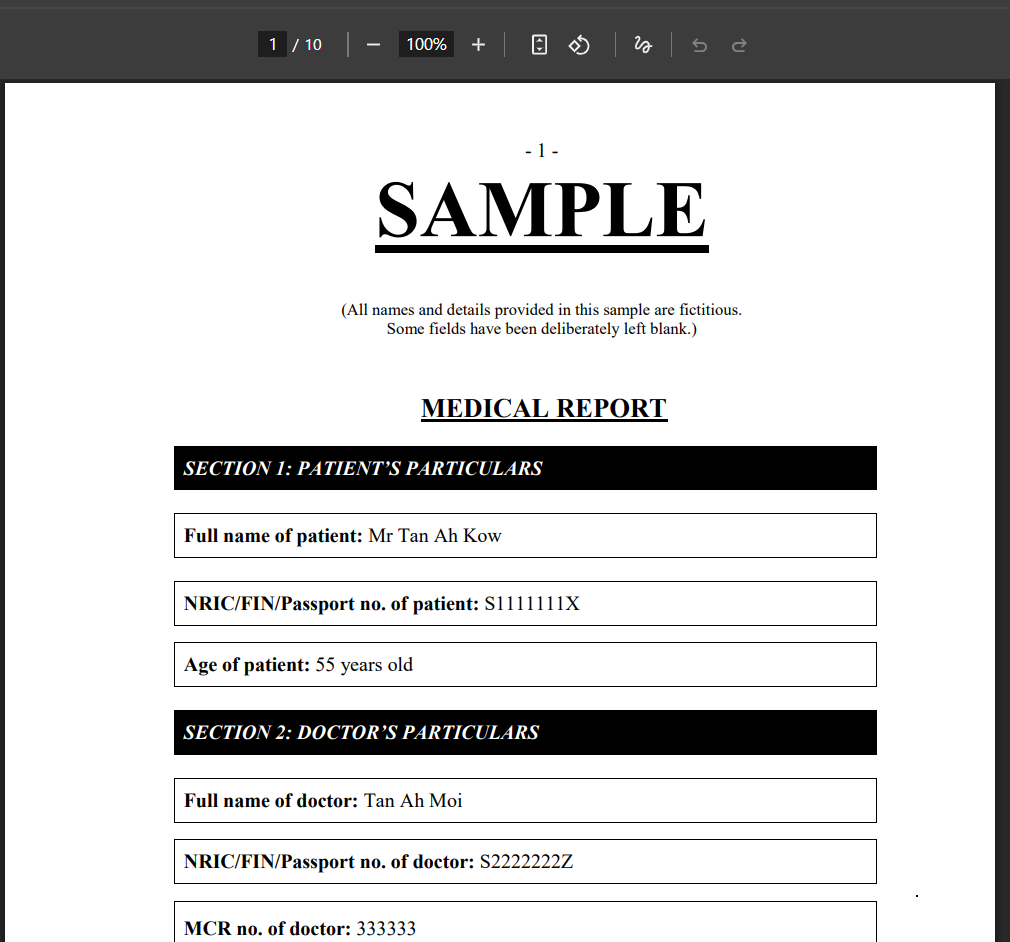 1 / 10 100%
- 1 -
SAMPLE
(All names and details provided in this sample are fictitious.
Some fields have been deliberately left blank.)
MEDICAL REPORT
SECTION 1: PATIENT’S PARTICULARS
Full name of patient: Mr Tan Ah Kow
NRIC/FIN/Passport no. of patient: S1111111X
Age of patient: 55 years old
SECTION 2: DOCTOR’S PARTICULARS
Full name of doctor: Tan Ah Moi
NRIC/FIN/Passport no. of doctor: S2222222Z
MCR no. of doctor: 333333